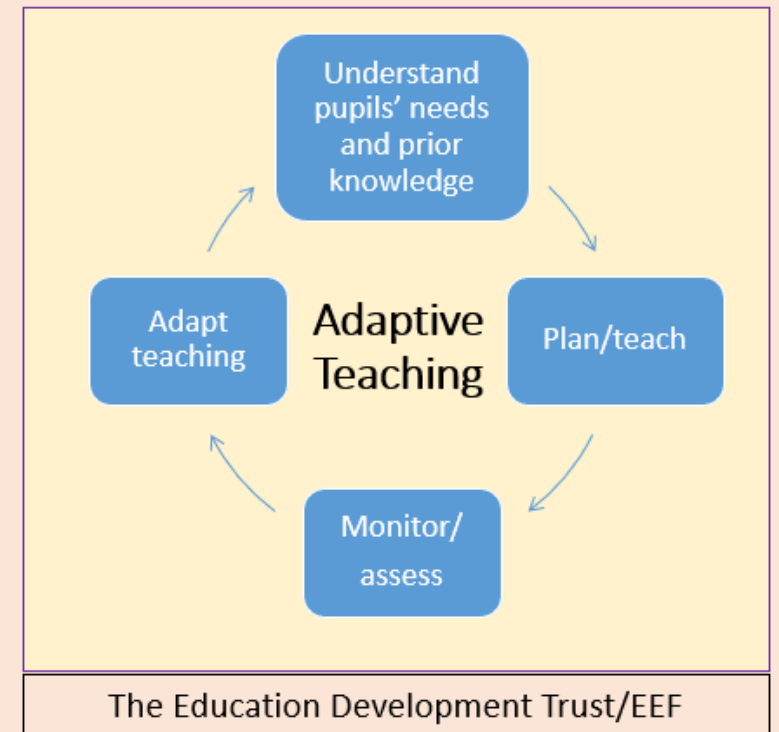 Understand
pupils’ needs
and prior
knowledge
Adapt
teaching
Adaptive
Teaching
Plan/teach
Monitor/
assess
The Education Development Trust/EEF